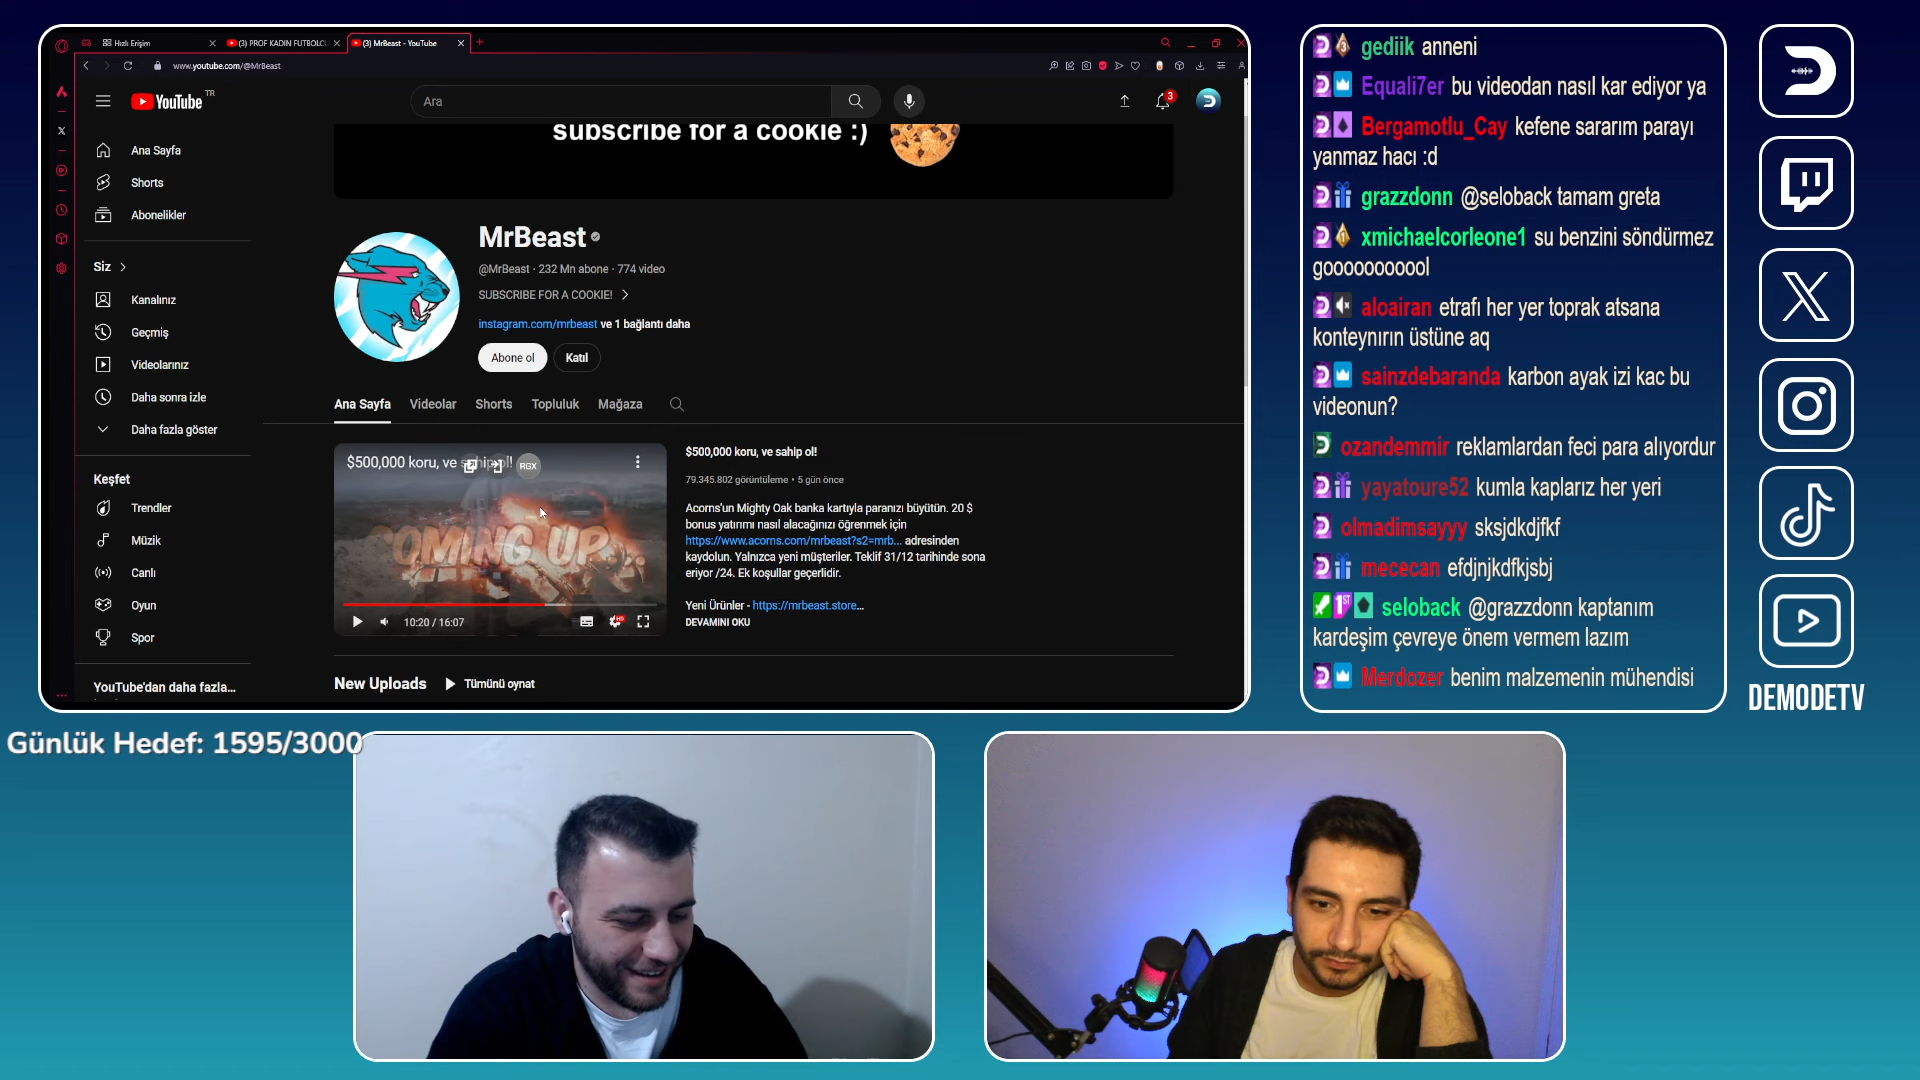 Hızlı Erişim
(3) PROF KADIN FUTBOLC
(3) MrBeast - YouTube
www.youtube.com/@MrBeast
YouTube TR
Ara
3
Ana Sayfa
Shorts
Abonelikler
Siz
Kanalınız
Geçmiş
Videolarınız
Daha sonra izle
Daha fazla göster
Keşfet
Trendler
Müzik
Canlı
Oyun
Spor
YouTube'dan daha fazla...
subscribe for a cookie :)
MrBeast
@MrBeast · 232 Mn abone · 774 video
SUBSCRIBE FOR A COOKIE!
instagram.com/mrbeast ve 1 bağlantı daha
Abone ol
Katıl
Ana Sayfa Videolar Shorts Topluluk Mağaza
$500,000 koru, ve sahip ol!
RGX
COMING UP...
10:20 / 16:07
HD
$500,000 koru, ve sahip ol!
79.345.802 görüntüleme • 5 gün önce
Acorns'un Mighty Oak banka kartıyla paranızı büyütün. 20 $
bonus yatırımı nasıl alacağınızı öğrenmek için
https://www.acorns.com/mrbeast?s2=mrb... adresinden
kaydolun. Yalnızca yeni müşteriler. Teklif 31/12 tarihinde sona
eriyor /24. Ek koşullar geçerlidir.
Yeni Ürünler - https://mrbeast.store...
DEVAMINI OKU
New Uploads
Tümünü oynat
gediik anneni
Equali7er bu videodan nasıl kar ediyor ya
Bergamotlu_Cay kefene sararım parayı
yanmaz hacı :d
grazzdonn @seloback tamam greta
xmichaelcorleone1 su benzini söndürmez
gooooooooool
aloairan etrafı her yer toprak atsana
konteynırın üstüne aq
sainzdebaranda karbon ayak izi kac bu
videonun?
ozandemmir reklamlardan feci para alıyordur
yayatoure52 kumla kaplarız her yeri
olmadimsayyy sksjdkdjfkf
mececan efdjnjkdfkjsbj
1ST seloback @grazzdonn kaptanım
kardeşim çevreye önem vermem lazım
Merdozer benim malzemenin mühendisi
DEMODETV
Günlük Hedef: 1595/3000